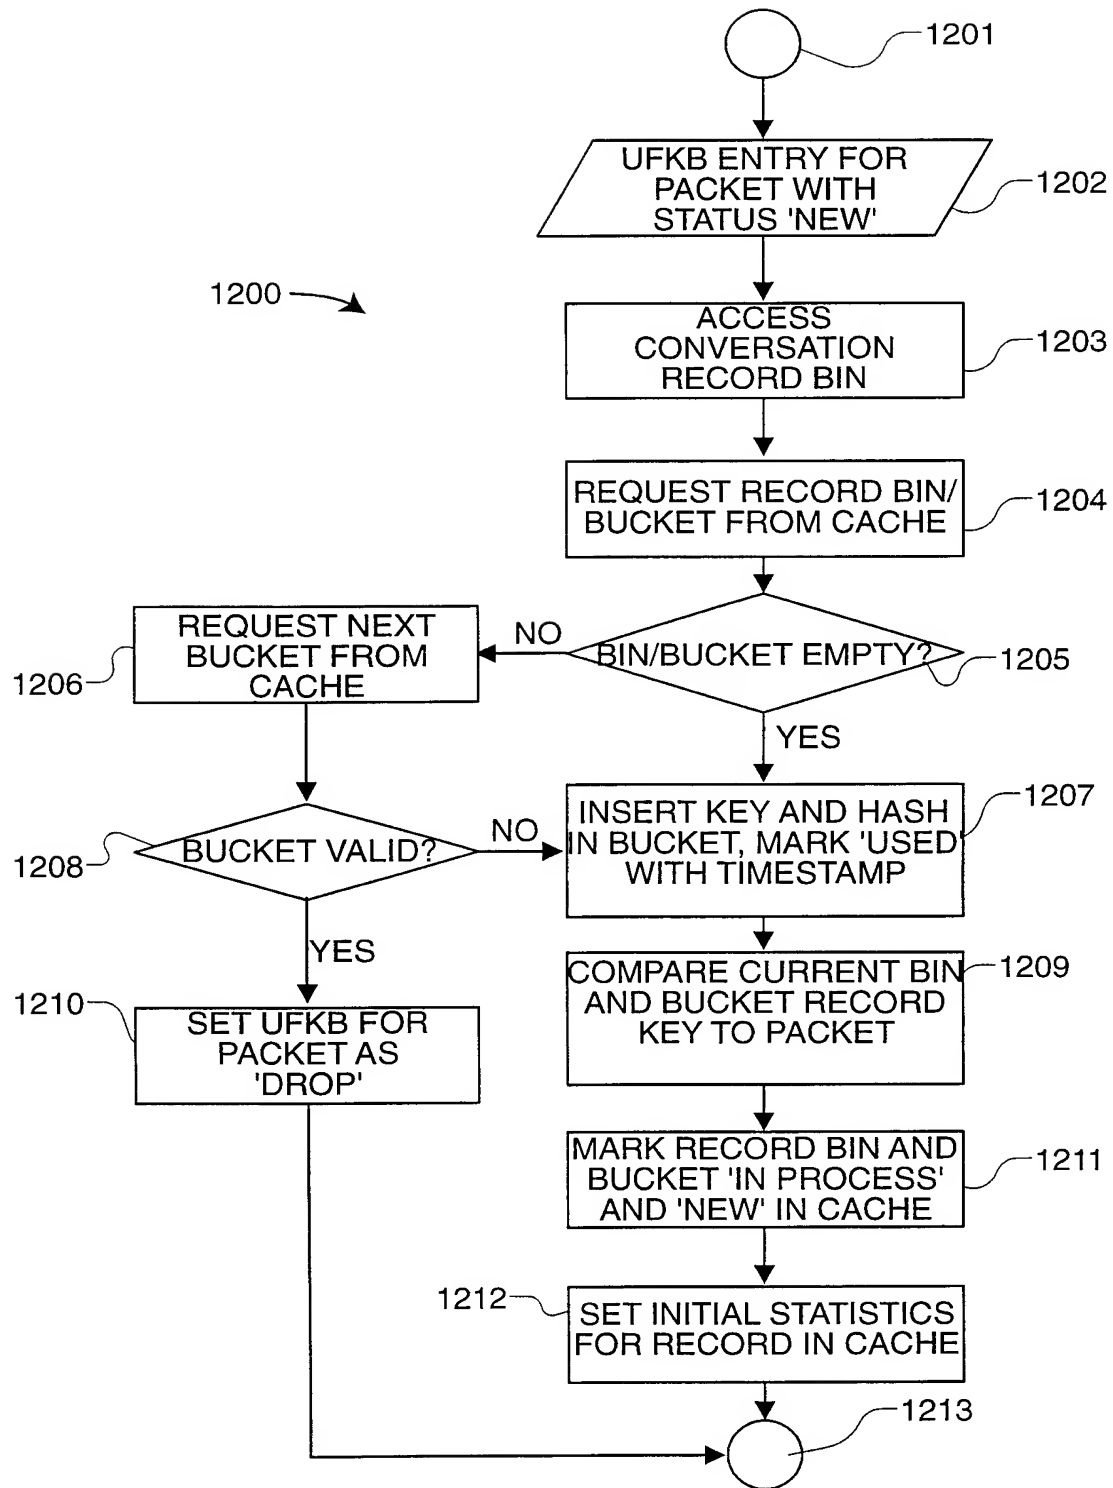 1201
UFKB ENTRY FOR
PACKET WITH
STATUS 'NEW'
1202
1200
ACCESS
CONVERSATION
RECORD BIN
1203
REQUEST RECORD BIN/
BUCKET FROM CACHE
1204
REQUEST NEXT
BUCKET FROM
CACHE
1206
NO
BIN/BUCKET EMPTY?
1205
YES
INSERT KEY AND HASH
IN BUCKET, MARK 'USED'
WITH TIMESTAMP
1207
BUCKET VALID?
1208
NO
YES
COMPARE CURRENT BIN
AND BUCKET RECORD
KEY TO PACKET
1209
1210
SET UFKB FOR
PACKET AS
'DROP'
MARK RECORD BIN AND
BUCKET 'IN PROCESS'
AND 'NEW' IN CACHE
1211
1212
SET INITIAL STATISTICS
FOR RECORD IN CACHE
1213